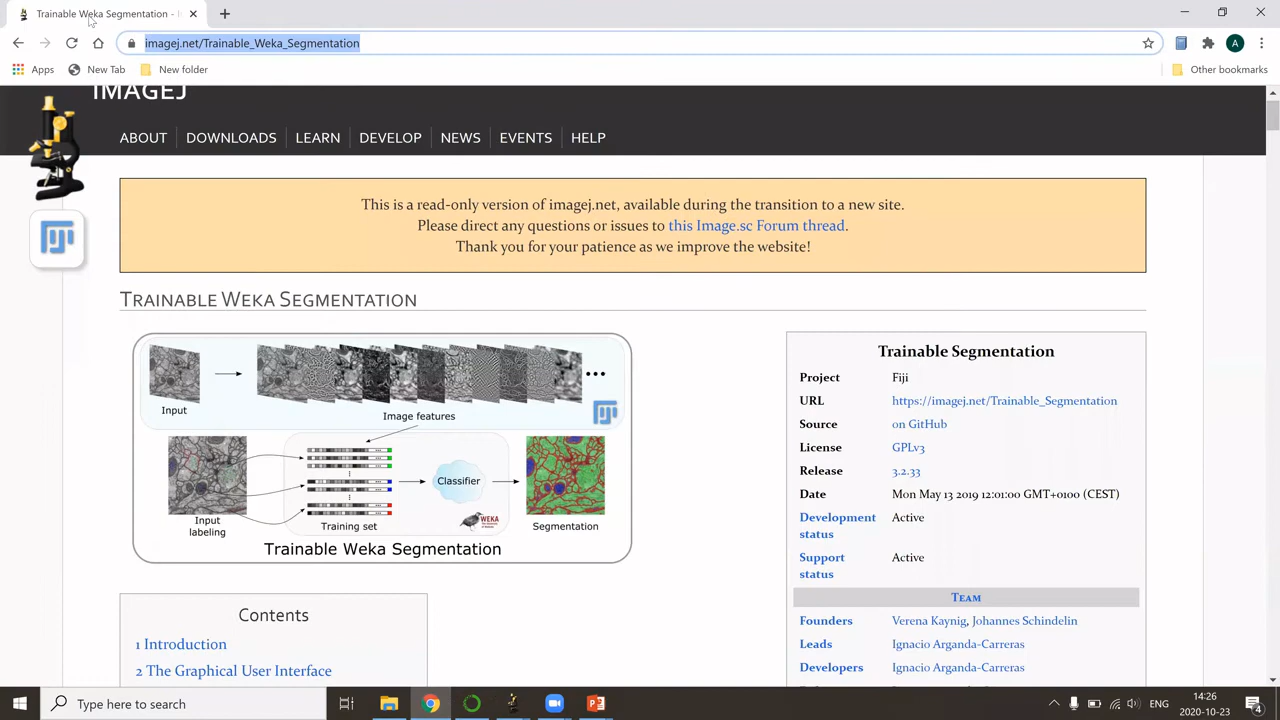 Trainable Weka Segmentation -
imagej.net/Trainable_Weka_Segmentation
A
Apps
New Tab
New folder
Other bookmarks
IMAGEJ
ABOUT
DOWNLOADS
LEARN
DEVELOP
NEWS
EVENTS
HELP
This is a read-only version of imagej.net, available during the transition to a new site.
Please direct any questions or issues to this Image.sc Forum thread.
Thank you for your patience as we improve the website!
TRAINABLE WEKA SEGMENTATION
Input
Image features
Input
labeling
Training set
Classifier
WEKA
Segmentation
Trainable Weka Segmentation
Contents
1 Introduction
2 The Graphical User Interface
Trainable Segmentation
Project Fiji
URL https://imagej.net/Trainable_Segmentation
Source on GitHub
License GPLv3
Release 3.2.33
Date Mon May 13 2019 12:01:00 GMT+0100 (CEST)
Development Active
status
Support Active
status
TEAM
Founders Verena Kaynig, Johannes Schindelin
Leads Ignacio Arganda-Carreras
Developers Ignacio Arganda-Carreras
Type here to search
ENG
14:26
2020-10-23
4